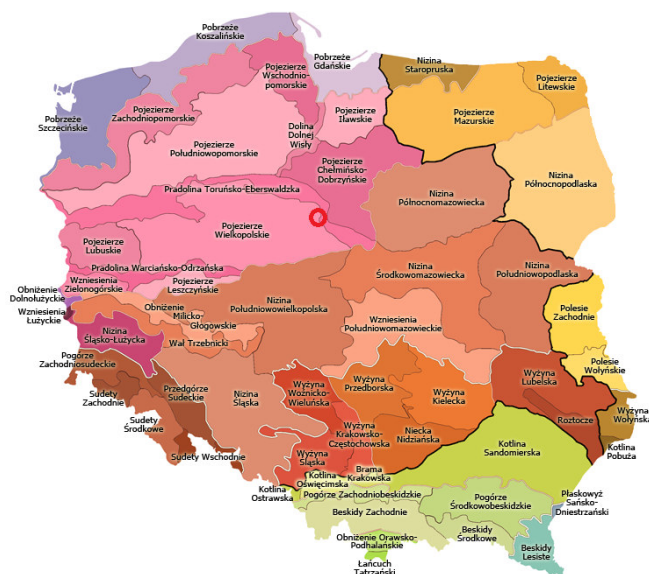 Pobrzeże
Koszalińskie
Pobrzeże
Gdańskie
Nizina
Staropruska
Pojezierze
Litewskie
Pojezierze
Wschodnio-
pomorskie
Pobrzeże
Szczecińskie
Pojezierze
Zachodniopomorskie
Pojezierze
Iławskie
Pojezierze
Mazurskie
Dolina
Dolnej
Wisły
Pojezierze
Południowopomorskie
Pojezierze
Chełmińsko-
Dobrzyńskie
Nizina
Północnopodlaska
Pradolina Toruńsko-Eberswaldzka
Nizina
Północnomazowiecka
Pojezierze
Wielkopolskie
Pojezierze
Lubuskie
Pradolina Warciańsko-Odrzańska
Nizina
Środkowomazowiecka
Nizina
Południowopodlaska
Wzniesienia
Zielonogórskie
Pojezierze
Leszczyńskie
Obniżenie
Dolnołużyckie
Nizina
Południowowielkopolska
Polesie
Zachodnie
Wzniesienia
Łużyckie
Obniżenie
Milicko-
Głogowskie
Wzniesienia
Południowomazowieckie
Nizina
Śląsko-Łużycka
Wał Trzebnicki
Polesie
Wołyńskie
Pogórze
Zachodniosudeckie
Wyżyna
Woźnicko-
Wieluńska
Wyżyna
Przedborska
Wyżyna
Lubelska
Sudety
Zachodnie
Przedgórze
Sudeckie
Nizina
Śląska
Wyżyna
Kielecka
Wyżyna
Wołyńska
Roztocze
Sudety
Środkowe
Wyżyna
Krakowsko-
Częstochowska
Niecka
Nidziańska
Kotlina
Pobuża
Sudety Wschodnie
Wyżyna
Śląska
Kotlina
Sandomierska
Brama
Krakowska
Kotlina
Oświęcimska
Kotlina
Ostrawska
Pogórze Zachodniobeskidzkie
Pogórze
Środkowobeskidzkie
Płaskowyż
Sańsko-
Dniestrzański
Beskidy Zachodnie
Beskidy
Środkowe
Obniżenie Orawsko-
Podhalańskie
Beskidy
Lesiste
Łańcuch
Tatrzański